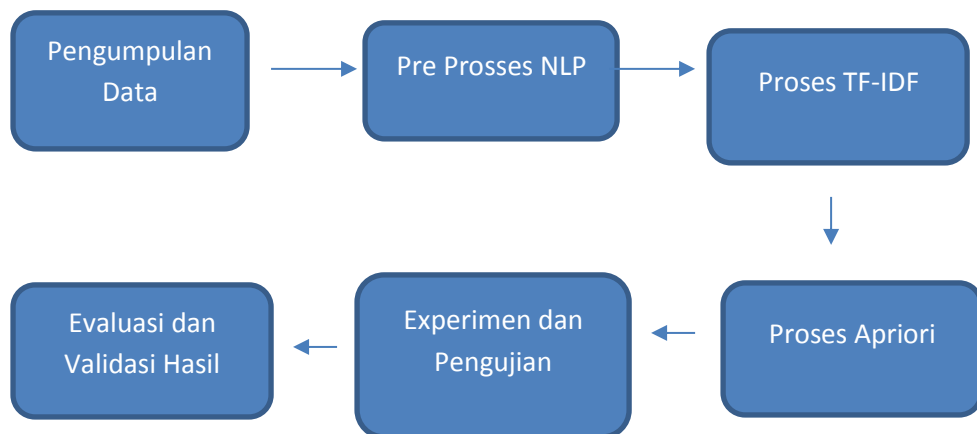 Pengumpulan
Data
Pre Prosses NLP
Proses TF-IDF
Proses Apriori
Experimen dan
Pengujian
Evaluasi dan
Validasi Hasil